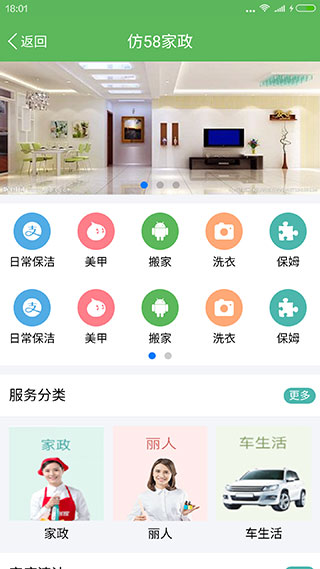 18:01
返回
仿58家政
日常保洁 美甲 搬家 洗衣 保姆
日常保洁 美甲 搬家 洗衣 保姆
服务分类
更多
家政 丽人 车生活
家政 丽人 车生活